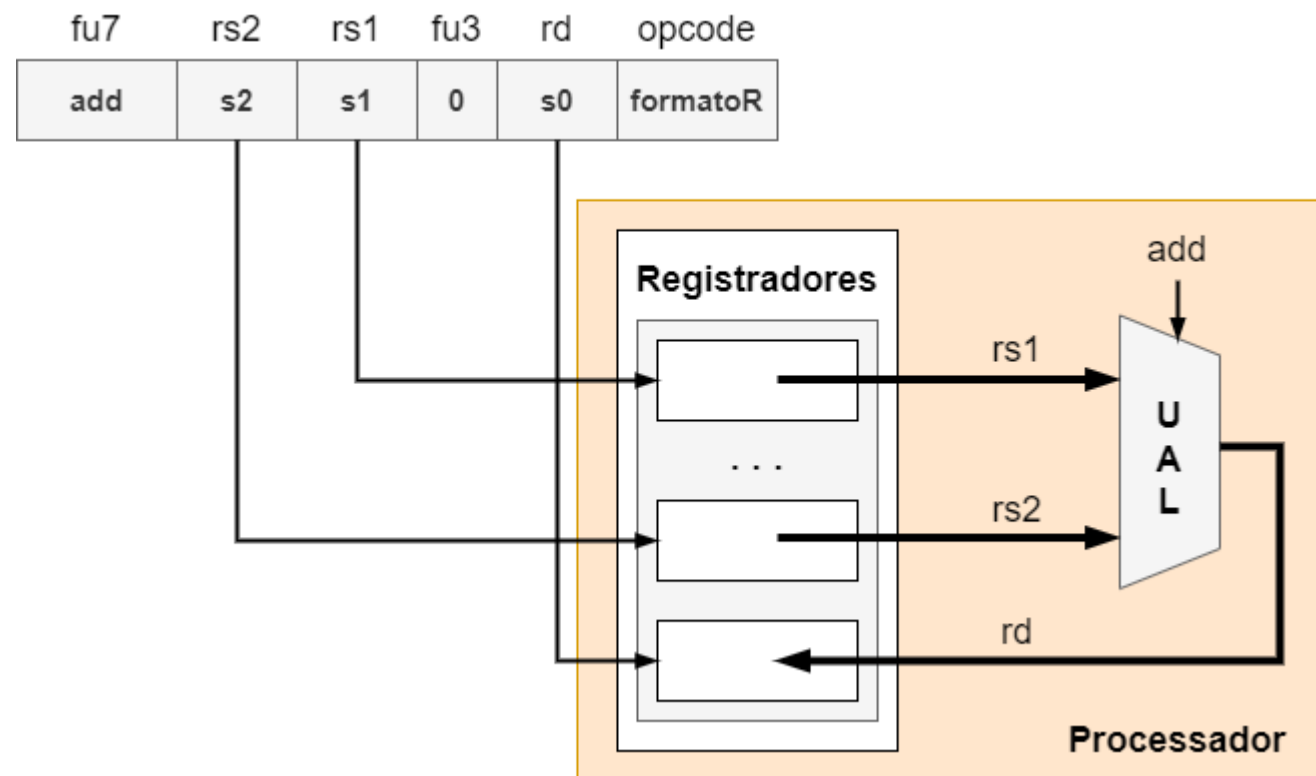 fu7 rs2 rs1 fu3 rd opcode
add s2 s1 0 s0 formatoR
Registradores
add
rs1
. . .
rs2
U
A
L
rd
Processador